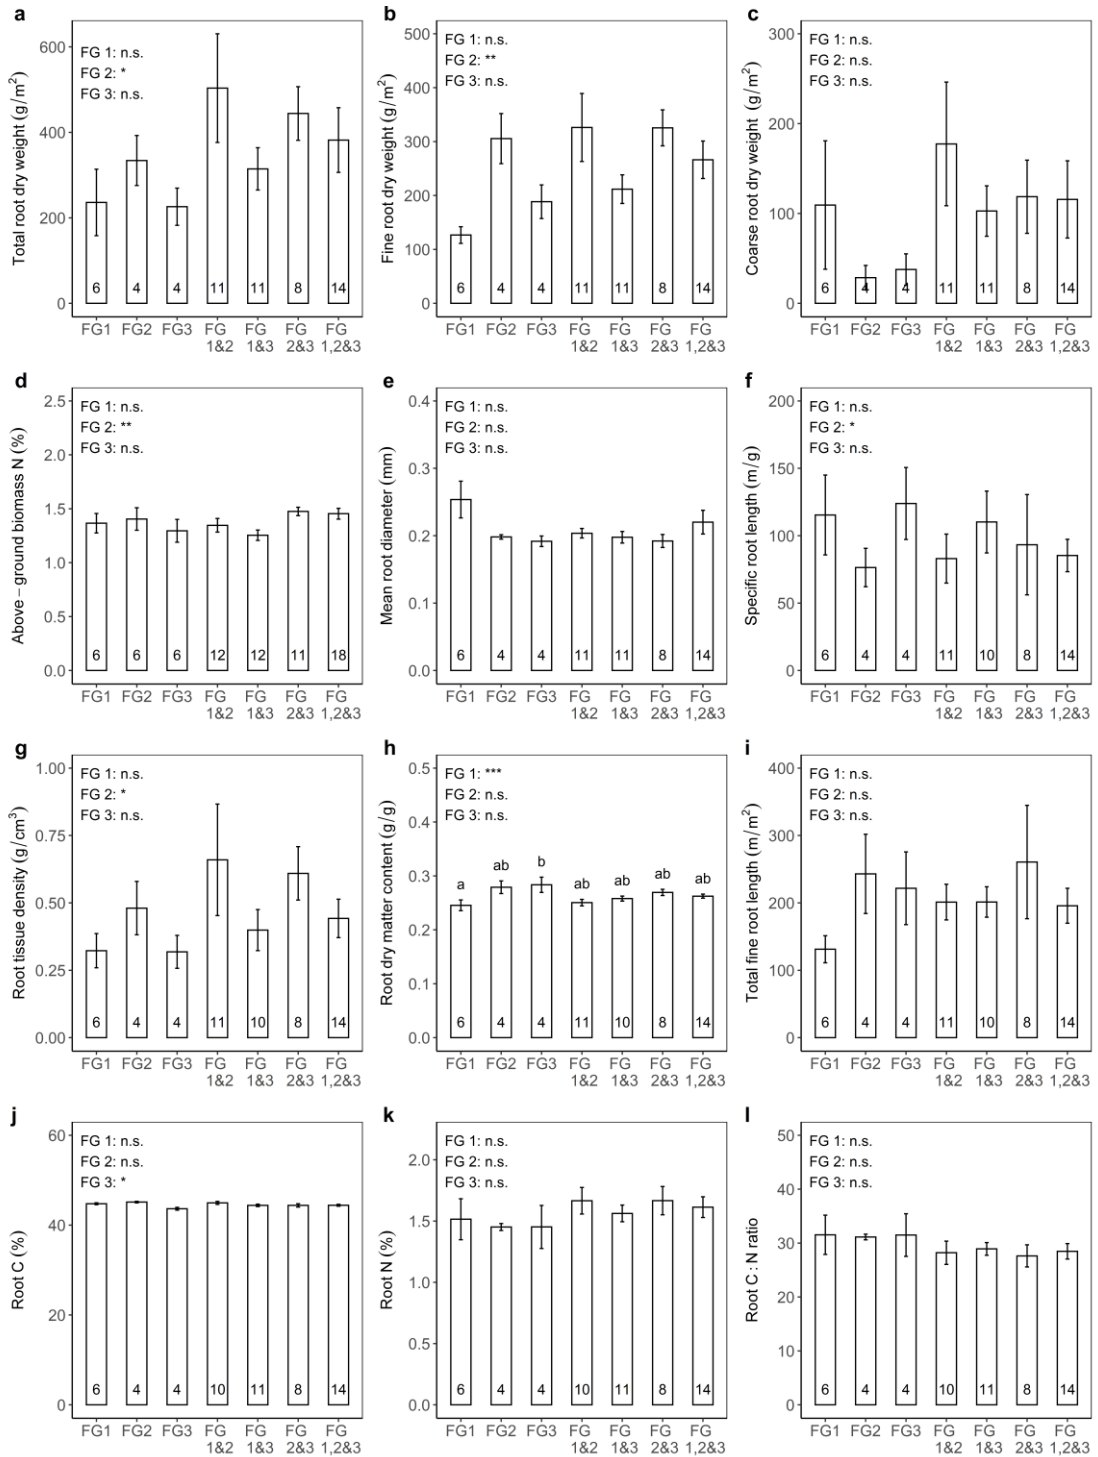 a
Total root dry weight (g/m²)
600
400
200
0
FG 1: n.s.
FG 2: *
FG 3: n.s.
6 4 4 11 11 8 14
FG1 FG2 FG3 FG FG FG FG
1&2 1&3 2&3 1,2&3
b
Fine root dry weight (g/m²)
500
400
300
200
100
0
FG 1: n.s.
FG 2: **
FG 3: n.s.
6 4 4 11 11 8 14
FG1 FG2 FG3 FG FG FG FG
1&2 1&3 2&3 1,2&3
c
Coarse root dry weight (g/m²)
300
200
100
0
FG 1: n.s.
FG 2: n.s.
FG 3: n.s.
6 4 4 11 11 8 14
FG1 FG2 FG3 FG FG FG FG
1&2 1&3 2&3 1,2&3
d
Above – ground biomass N (%)
2.5
2.0
1.5
1.0
0.5
0.0
FG 1: n.s.
FG 2: **
FG 3: n.s.
6 6 6 12 12 11 18
FG1 FG2 FG3 FG FG FG FG
1&2 1&3 2&3 1,2&3
e
Mean root diameter (mm)
0.4
0.3
0.2
0.1
0.0
FG 1: n.s.
FG 2: n.s.
FG 3: n.s.
6 4 4 11 11 8 14
FG1 FG2 FG3 FG FG FG FG
1&2 1&3 2&3 1,2&3
f
Specific root length (m/g)
200
150
100
50
0
FG 1: n.s.
FG 2: *
FG 3: n.s.
6 4 4 11 10 8 14
FG1 FG2 FG3 FG FG FG FG
1&2 1&3 2&3 1,2&3
g
Root tissue density (g/cm³)
1.00
0.75
0.50
0.25
0.00
FG 1: n.s.
FG 2: *
FG 3: n.s.
6 4 4 11 10 8 14
FG1 FG2 FG3 FG FG FG FG
1&2 1&3 2&3 1,2&3
h
Root dry matter content (g/g)
0.5
0.4
0.3
0.2
0.1
0.0
FG 1: ***
FG 2: n.s.
FG 3: n.s.
a ab b ab ab ab ab
6 4 4 11 10 8 14
FG1 FG2 FG3 FG FG FG FG
1&2 1&3 2&3 1,2&3
i
Total fine root length (m/m²)
400
300
200
100
0
FG 1: n.s.
FG 2: n.s.
FG 3: n.s.
6 4 4 11 10 8 14
FG1 FG2 FG3 FG FG FG FG
1&2 1&3 2&3 1,2&3
j
Root C (%)
60
40
20
0
FG 1: n.s.
FG 2: n.s.
FG 3: *
6 4 4 10 11 8 14
FG1 FG2 FG3 FG FG FG FG
1&2 1&3 2&3 1,2&3
k
Root N (%)
2.0
1.5
1.0
0.5
0.0
FG 1: n.s.
FG 2: n.s.
FG 3: n.s.
6 4 4 10 11 8 14
FG1 FG2 FG3 FG FG FG FG
1&2 1&3 2&3 1,2&3
l
Root C : N ratio
50
40
30
20
10
0
FG 1: n.s.
FG 2: n.s.
FG 3: n.s.
6 4 4 10 11 8 14
FG1 FG2 FG3 FG FG FG FG
1&2 1&3 2&3 1,2&3